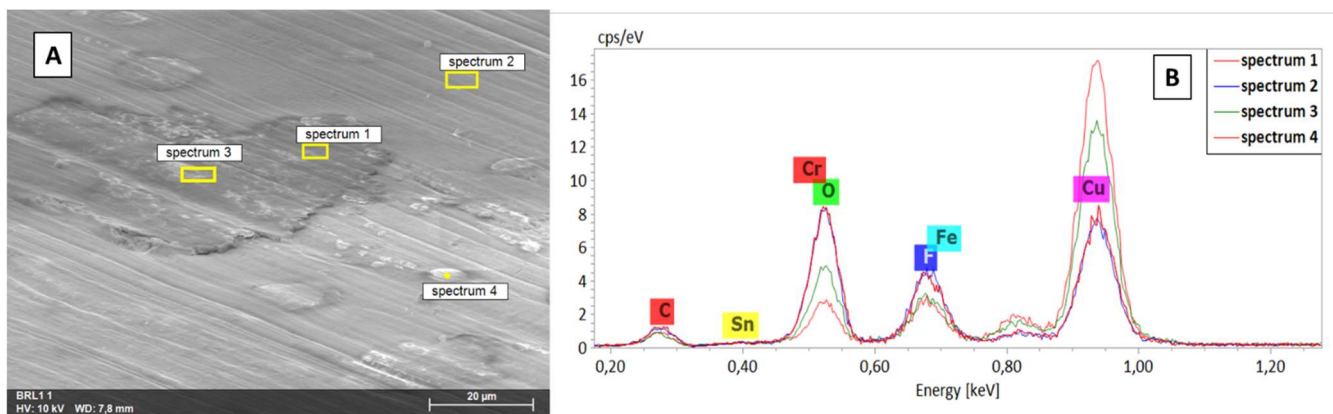 A
spectrum 2
spectrum 1
spectrum 3
spectrum 4
BRL1 1
HV: 10 kV WD: 7,8 mm
20 µm
cps/eV
B
spectrum 1
spectrum 2
spectrum 3
spectrum 4
16
14
12
10
8
6
4
2
0
Cr
O
Cu
Fe
F
C
Sn
0,20 0,40 0,60 0,80 1,00 1,20
Energy [keV]